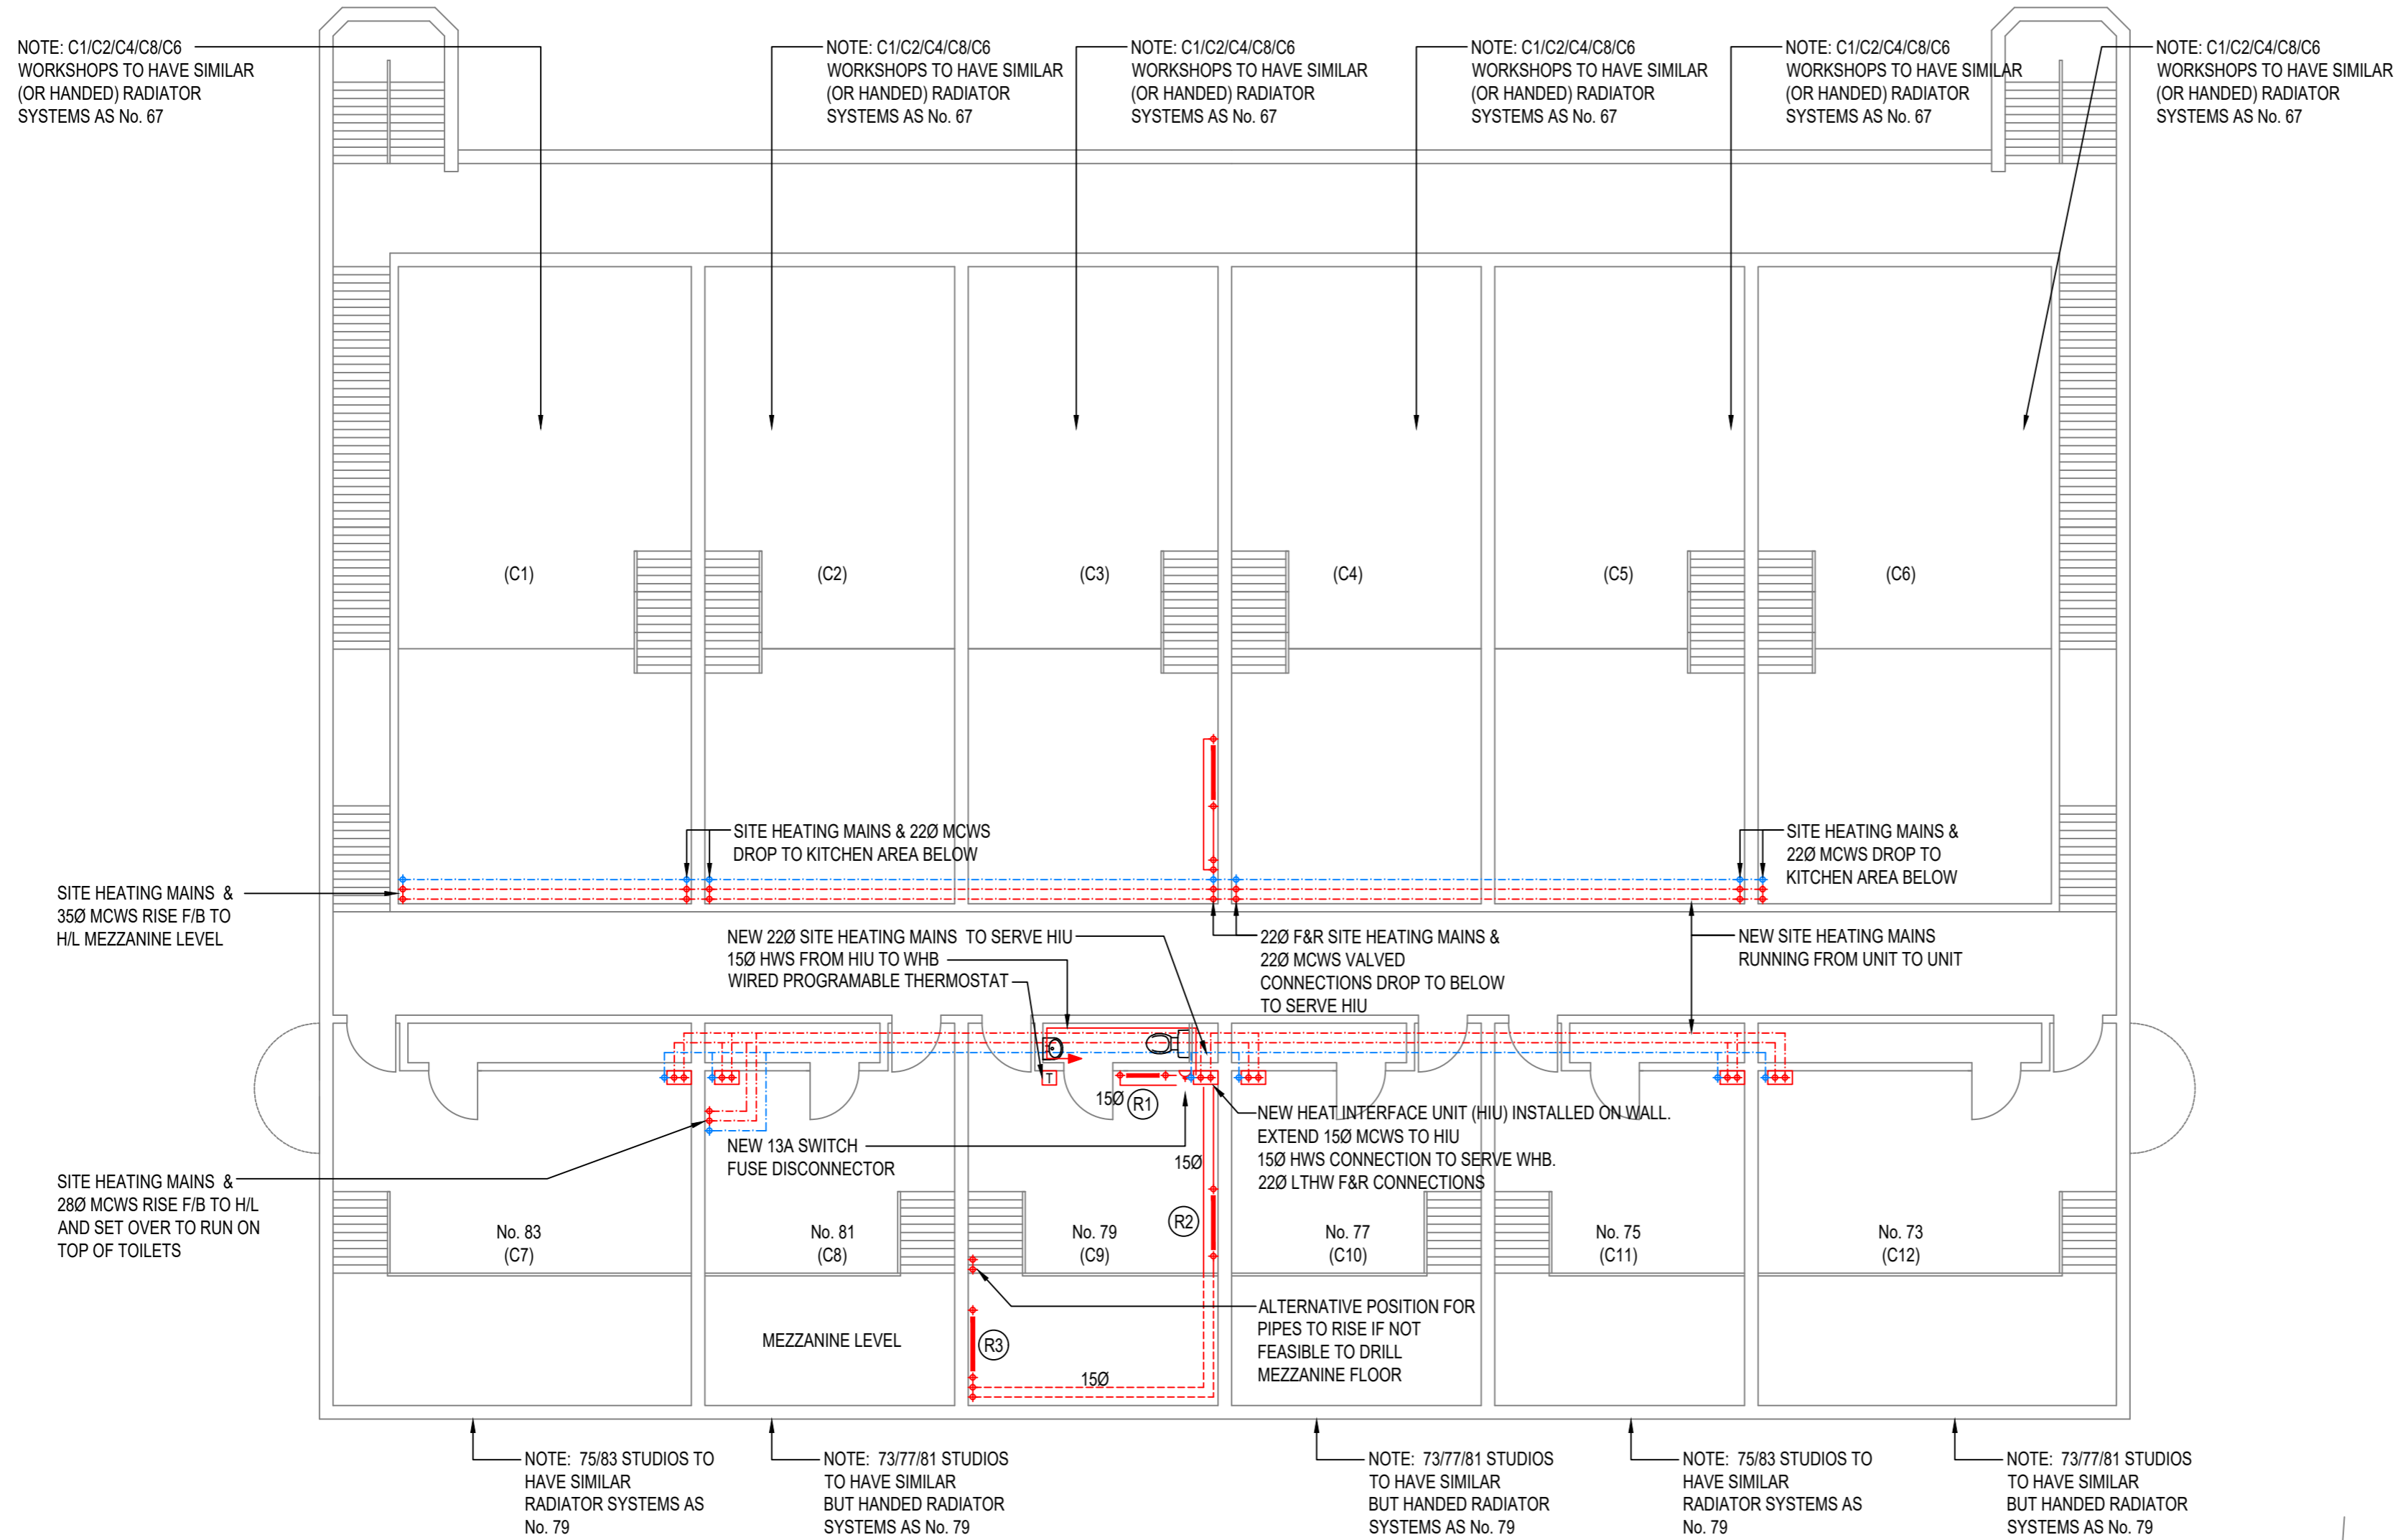 NOTE: C1/C2/C4/C8/C6
WORKSHOPS TO HAVE SIMILAR
(OR HANDED) RADIATOR
SYSTEMS AS No. 67
NOTE: C1/C2/C4/C8/C6
WORKSHOPS TO HAVE SIMILAR
(OR HANDED) RADIATOR
SYSTEMS AS No. 67
NOTE: C1/C2/C4/C8/C6
WORKSHOPS TO HAVE SIMILAR
(OR HANDED) RADIATOR
SYSTEMS AS No. 67
NOTE: C1/C2/C4/C8/C6
WORKSHOPS TO HAVE SIMILAR
(OR HANDED) RADIATOR
SYSTEMS AS No. 67
NOTE: C1/C2/C4/C8/C6
WORKSHOPS TO HAVE SIMILAR
(OR HANDED) RADIATOR
SYSTEMS AS No. 67
NOTE: C1/C2/C4/C8/C6
WORKSHOPS TO HAVE SIMILAR
(OR HANDED) RADIATOR
SYSTEMS AS No. 67
(C1)
(C2)
(C3)
(C4)
(C5)
(C6)
SITE HEATING MAINS & 22Ø MCWS
DROP TO KITCHEN AREA BELOW
SITE HEATING MAINS &
22Ø MCWS DROP TO
KITCHEN AREA BELOW
SITE HEATING MAINS &
35Ø MCWS RISE F/B TO
H/L MEZZANINE LEVEL
NEW 22Ø SITE HEATING MAINS TO SERVE HIU
15Ø HWS FROM HIU TO WHB
WIRED PROGRAMABLE THERMOSTAT
22Ø F&R SITE HEATING MAINS &
22Ø MCWS VALVED
CONNECTIONS DROP TO BELOW
TO SERVE HIU
NEW SITE HEATING MAINS
RUNNING FROM UNIT TO UNIT
T
15Ø
R1
NEW 13A SWITCH
FUSE DISCONNECTOR
NEW HEAT INTERFACE UNIT (HIU) INSTALLED ON WALL.
EXTEND 15Ø MCWS TO HIU
15Ø HWS CONNECTION TO SERVE WHB.
22Ø LTHW F&R CONNECTIONS
15Ø
SITE HEATING MAINS &
28Ø MCWS RISE F/B TO H/L
AND SET OVER TO RUN ON
TOP OF TOILETS
R2
No. 83
(C7)
No. 81
(C8)
No. 79
(C9)
No. 77
(C10)
No. 75
(C11)
No. 73
(C12)
ALTERNATIVE POSITION FOR
PIPES TO RISE IF NOT
FEASIBLE TO DRILL
MEZZANINE FLOOR
MEZZANINE LEVEL
R3
15Ø
NOTE: 75/83 STUDIOS TO
HAVE SIMILAR
RADIATOR SYSTEMS AS
No. 79
NOTE: 73/77/81 STUDIOS
TO HAVE SIMILAR
BUT HANDED RADIATOR
SYSTEMS AS No. 79
NOTE: 73/77/81 STUDIOS
TO HAVE SIMILAR
BUT HANDED RADIATOR
SYSTEMS AS No. 79
NOTE: 75/83 STUDIOS TO
HAVE SIMILAR
RADIATOR SYSTEMS AS
No. 79
NOTE: 73/77/81 STUDIOS
TO HAVE SIMILAR
BUT HANDED RADIATOR
SYSTEMS AS No. 79